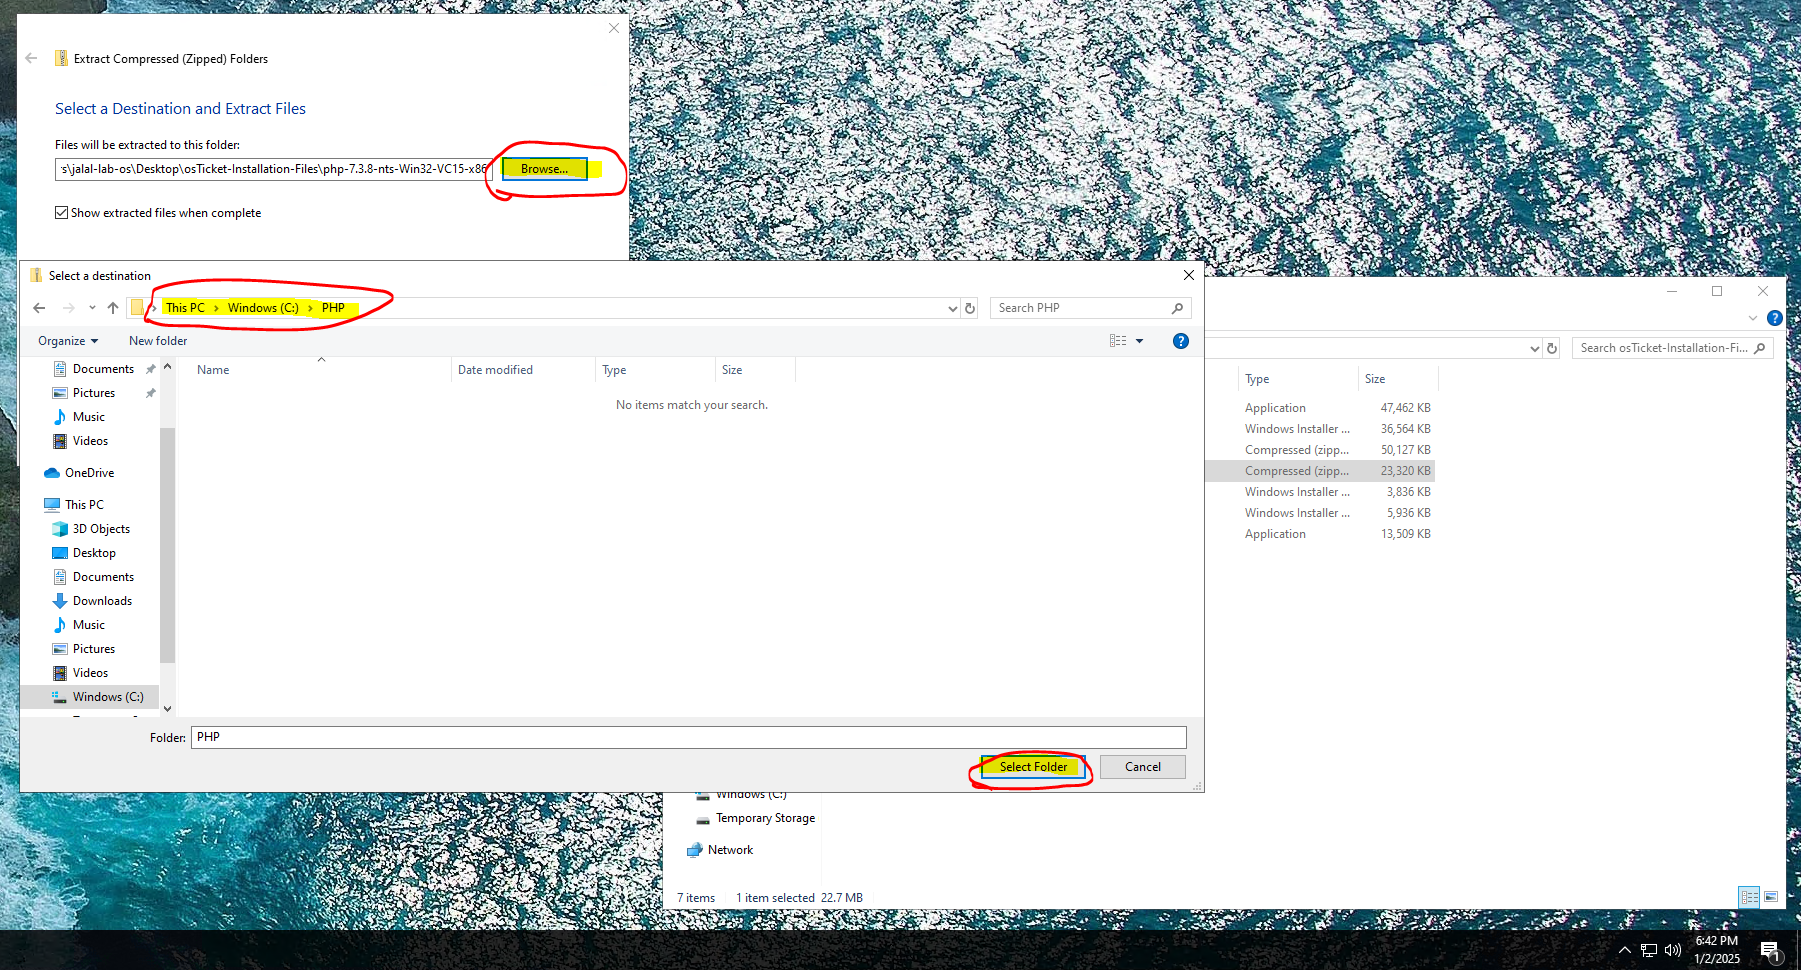 Extract Compressed (Zipped) Folders
Select a Destination and Extract Files
Files will be extracted to this folder:
s\jalal-lab-os\Desktop\osTicket-Installation-Files\php-7.3.8-nts-Win32-VC15-x86
Browse...
Show extracted files when complete
Select a destination
This PC > Windows (C:) > PHP
Search PHP
Organize
New folder
Name
Date modified
Type
Size
No items match your search.
Documents
Pictures
Music
Videos
OneDrive
This PC
3D Objects
Desktop
Documents
Downloads
Music
Pictures
Videos
Windows (C:)
Folder:
PHP
Select Folder
Cancel
Search osTicket-Installation-Fi...
Type
Size
Application
47,462 KB
Windows Installer ...
36,564 KB
Compressed (zipp...
50,127 KB
Compressed (zipp...
23,320 KB
Windows Installer ...
3,836 KB
Windows Installer ...
5,936 KB
Application
13,509 KB
Windows (C:)
Temporary Storage
Network
7 items
1 item selected 22.7 MB
6:42 PM
1/2/2025
1